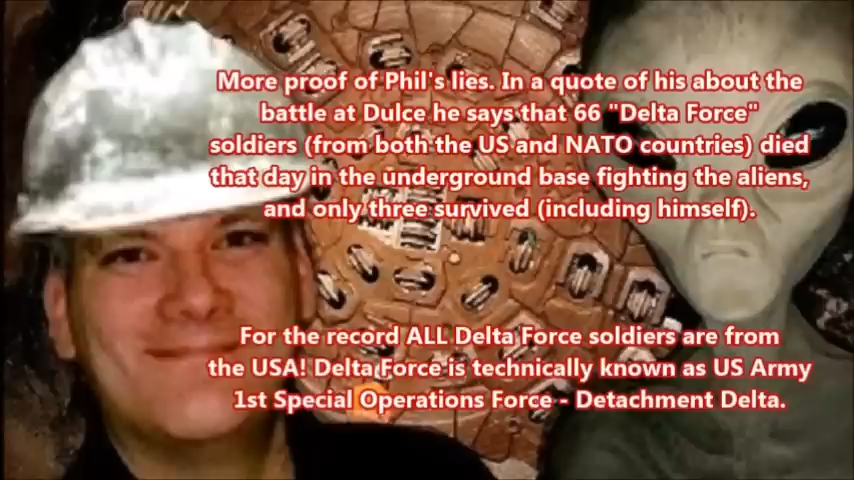 More proof of Phil's lies. In a quote of his about the
battle at Dulce he says that 66 "Delta Force"
soldiers (from both the US and NATO countries) died
that day in the underground base fighting the aliens,
and only three survived (including himself).
For the record ALL Delta Force soldiers are from
the USA! Delta Force is technically known as US Army
1st Special Operations Force - Detachment Delta.